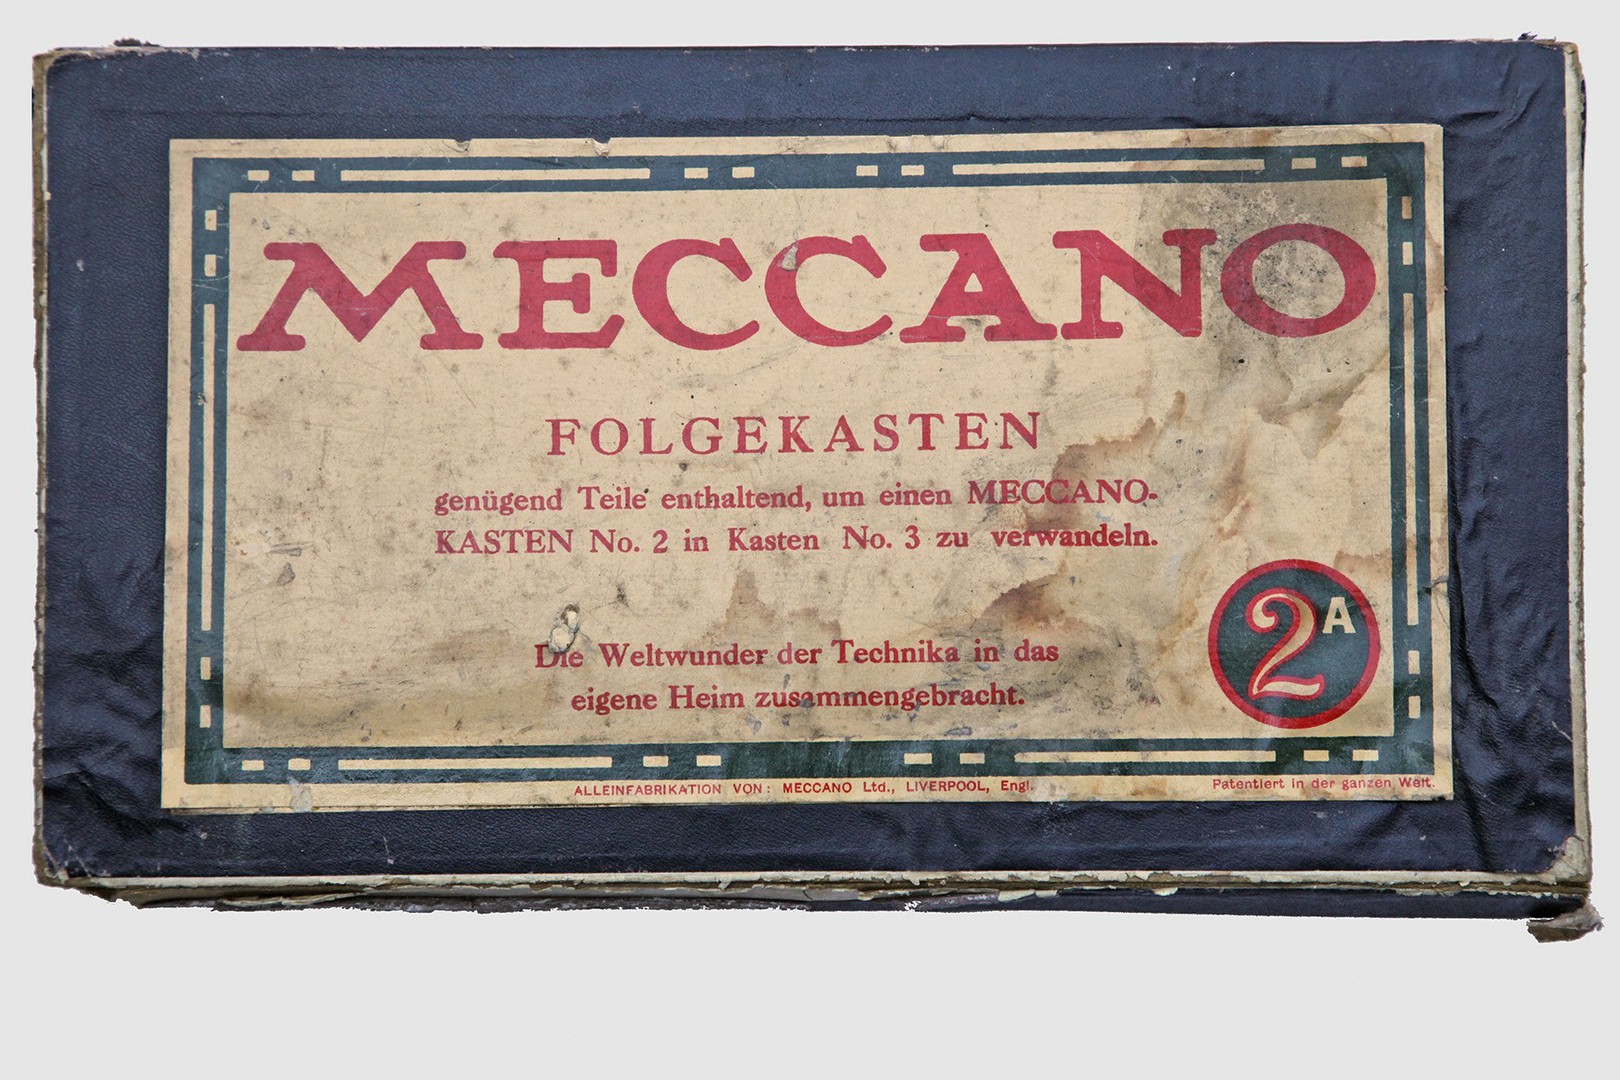 MECCANO
FOLGEKASTEN
genügend Teile enthaltend, um einen MECCANO-
KASTEN No. 2 in Kasten No. 3 zu verwandeln.
Die Weltwunder der Technika in das
eigene Heim zusammengebracht.
2A
ALLEINFABRIKATION VON: MECCANO Ltd., LIVERPOOL, Engl.
Patentiert in der ganzen Welt.